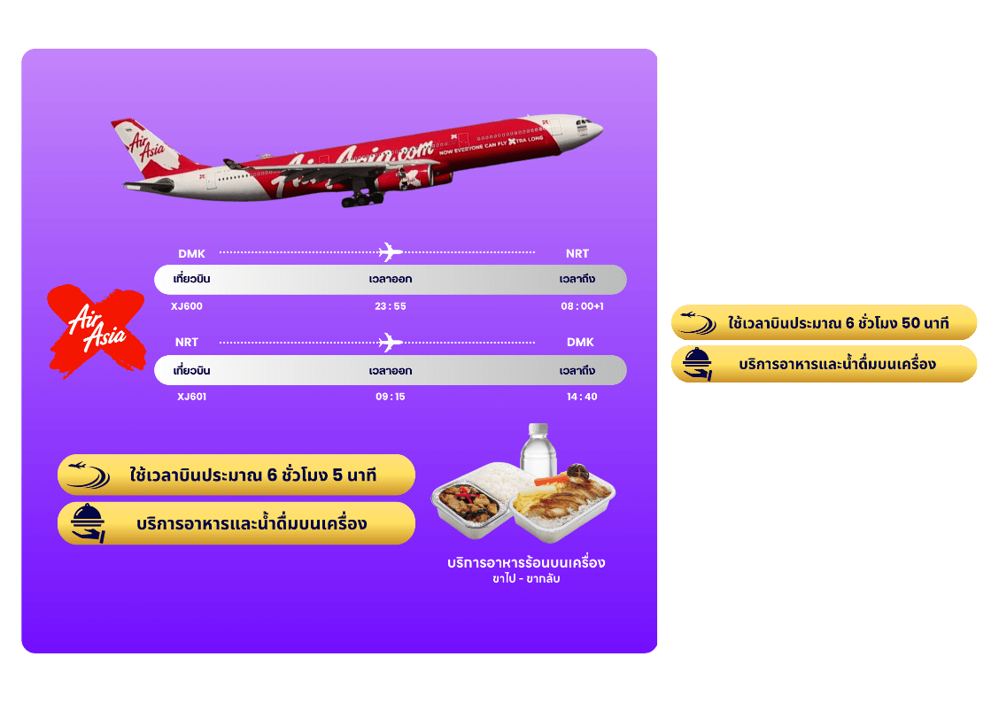 Air
Asia
AirAsia.com
NOW EVERYONE CAN FLY XTRA LONG
DMK NRT
เที่ยวบิน เวลาออก เวลาถึง
XJ600 23 : 55 08 : 00+1
Air
Asia
NRT DMK
เที่ยวบิน เวลาออก เวลาถึง
XJ601 09 : 15 14 : 40
ใช้เวลาบินประมาณ 6 ชั่วโมง 5 นาที
บริการอาหารและน้ำดื่มบนเครื่อง
บริการอาหารร้อนบนเครื่อง
ขาไป - ขากลับ
ใช้เวลาบินประมาณ 6 ชั่วโมง 50 นาที
บริการอาหารและน้ำดื่มบนเครื่อง